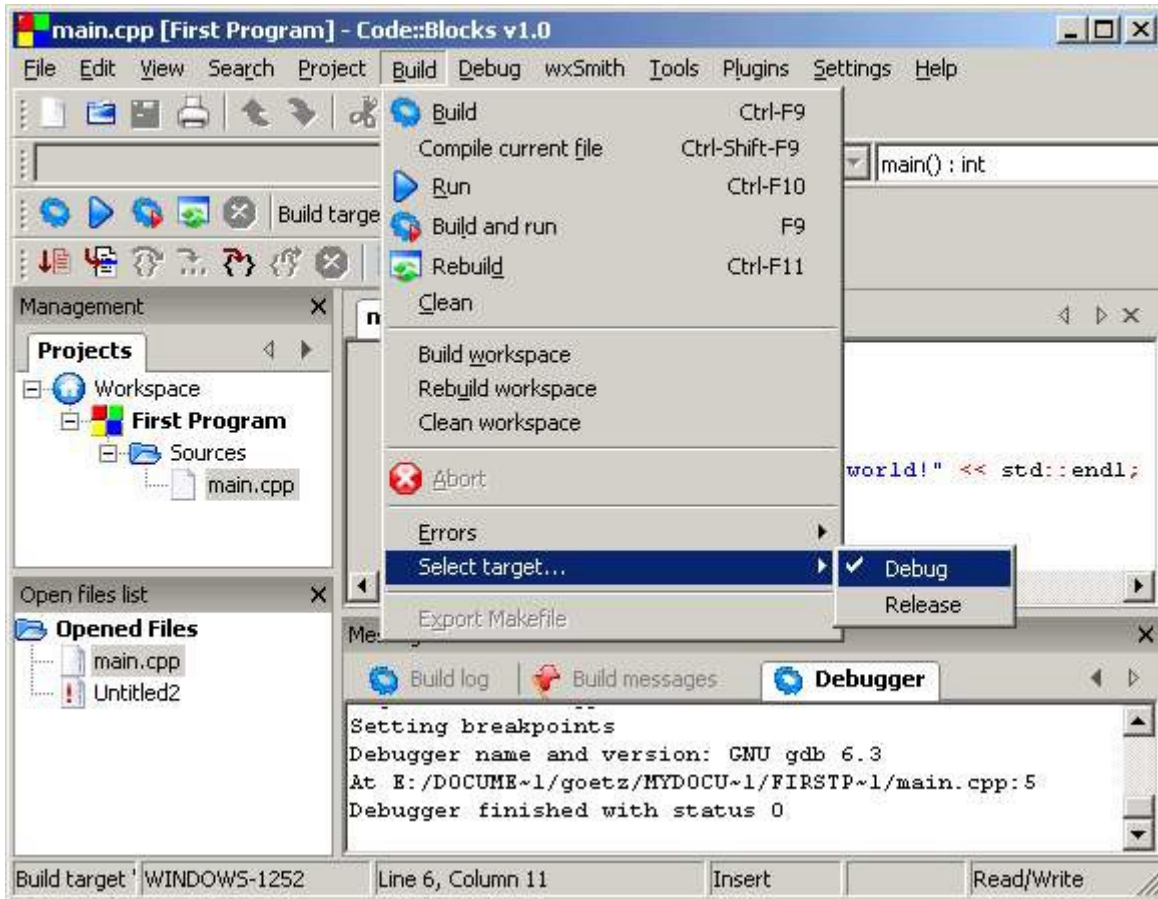 main.cpp [First Program] - Code::Blocks v1.0
File Edit View Search Project Build Debug wxSmith Tools Plugins Settings Help
Build Ctrl-F9
Compile current file Ctrl-Shift-F9
main() : int
Run Ctrl-F10
Build targe
Build and run F9
Rebuild Ctrl-F11
Clean
Management
Projects
Workspace
First Program
Sources
main.cpp
Build workspace
Rebuild workspace
Clean workspace
world!" << std::endl;
Abort
Errors
Select target...
Debug
Release
Export Makefile
Open files list
Opened Files
main.cpp
Untitled2
Build log Build messages Debugger
Setting breakpoints
Debugger name and version: GNU gdb 6.3
At E:/DOCUME~1/goetz/MYDOCU~1/FIRSTP~1/main.cpp:5
Debugger finished with status 0
Build target ' WINDOWS-1252 Line 6, Column 11 Insert Read/Write